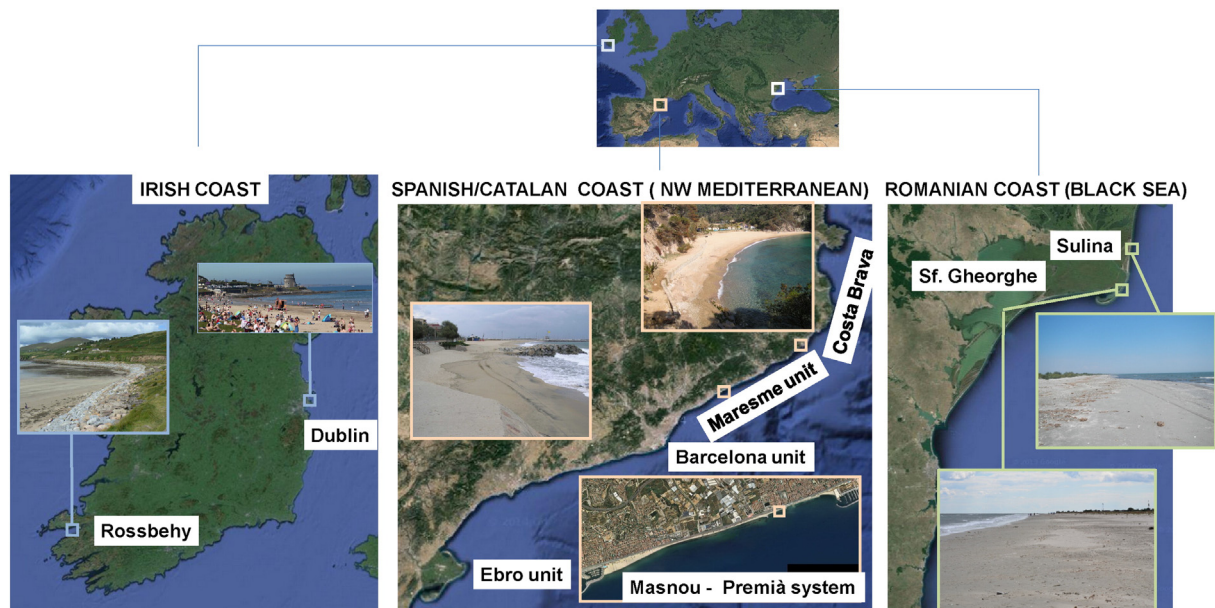 IRISH COAST
SPANISH/CATALAN COAST ( NW MEDITERRANEAN)
ROMANIAN COAST (BLACK SEA)
Dublin
Rossbehy
Costa Brava
Maresme unit
Barcelona unit
Ebro unit
Masnou - Premià system
Sulina
Sf. Gheorghe